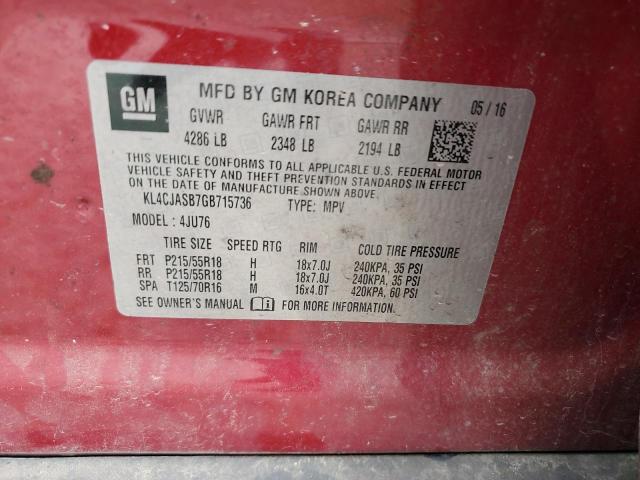 GM
MFD BY GM KOREA COMPANY 05/16
GVWR GAWR FRT GAWR RR
4286 LB 2348 LB 2194 LB
THIS VEHICLE CONFORMS TO ALL APPLICABLE U.S. FEDERAL MOTOR
VEHICLE SAFETY AND THEFT PREVENTION STANDARDS IN EFFECT
ON THE DATE OF MANUFACTURE SHOWN ABOVE.
KL4CJASB7GB715736 TYPE: MPV
MODEL : 4JU76
TIRE SIZE SPEED RTG RIM COLD TIRE PRESSURE
FRT P215/55R18 H 18x7.0J 240KPA, 35 PSI
RR P215/55R18 H 18x7.0J 240KPA, 35 PSI
SPA T125/70R16 M 16x4.0T 420KPA, 60 PSI
SEE OWNER'S MANUAL FOR MORE INFORMATION.